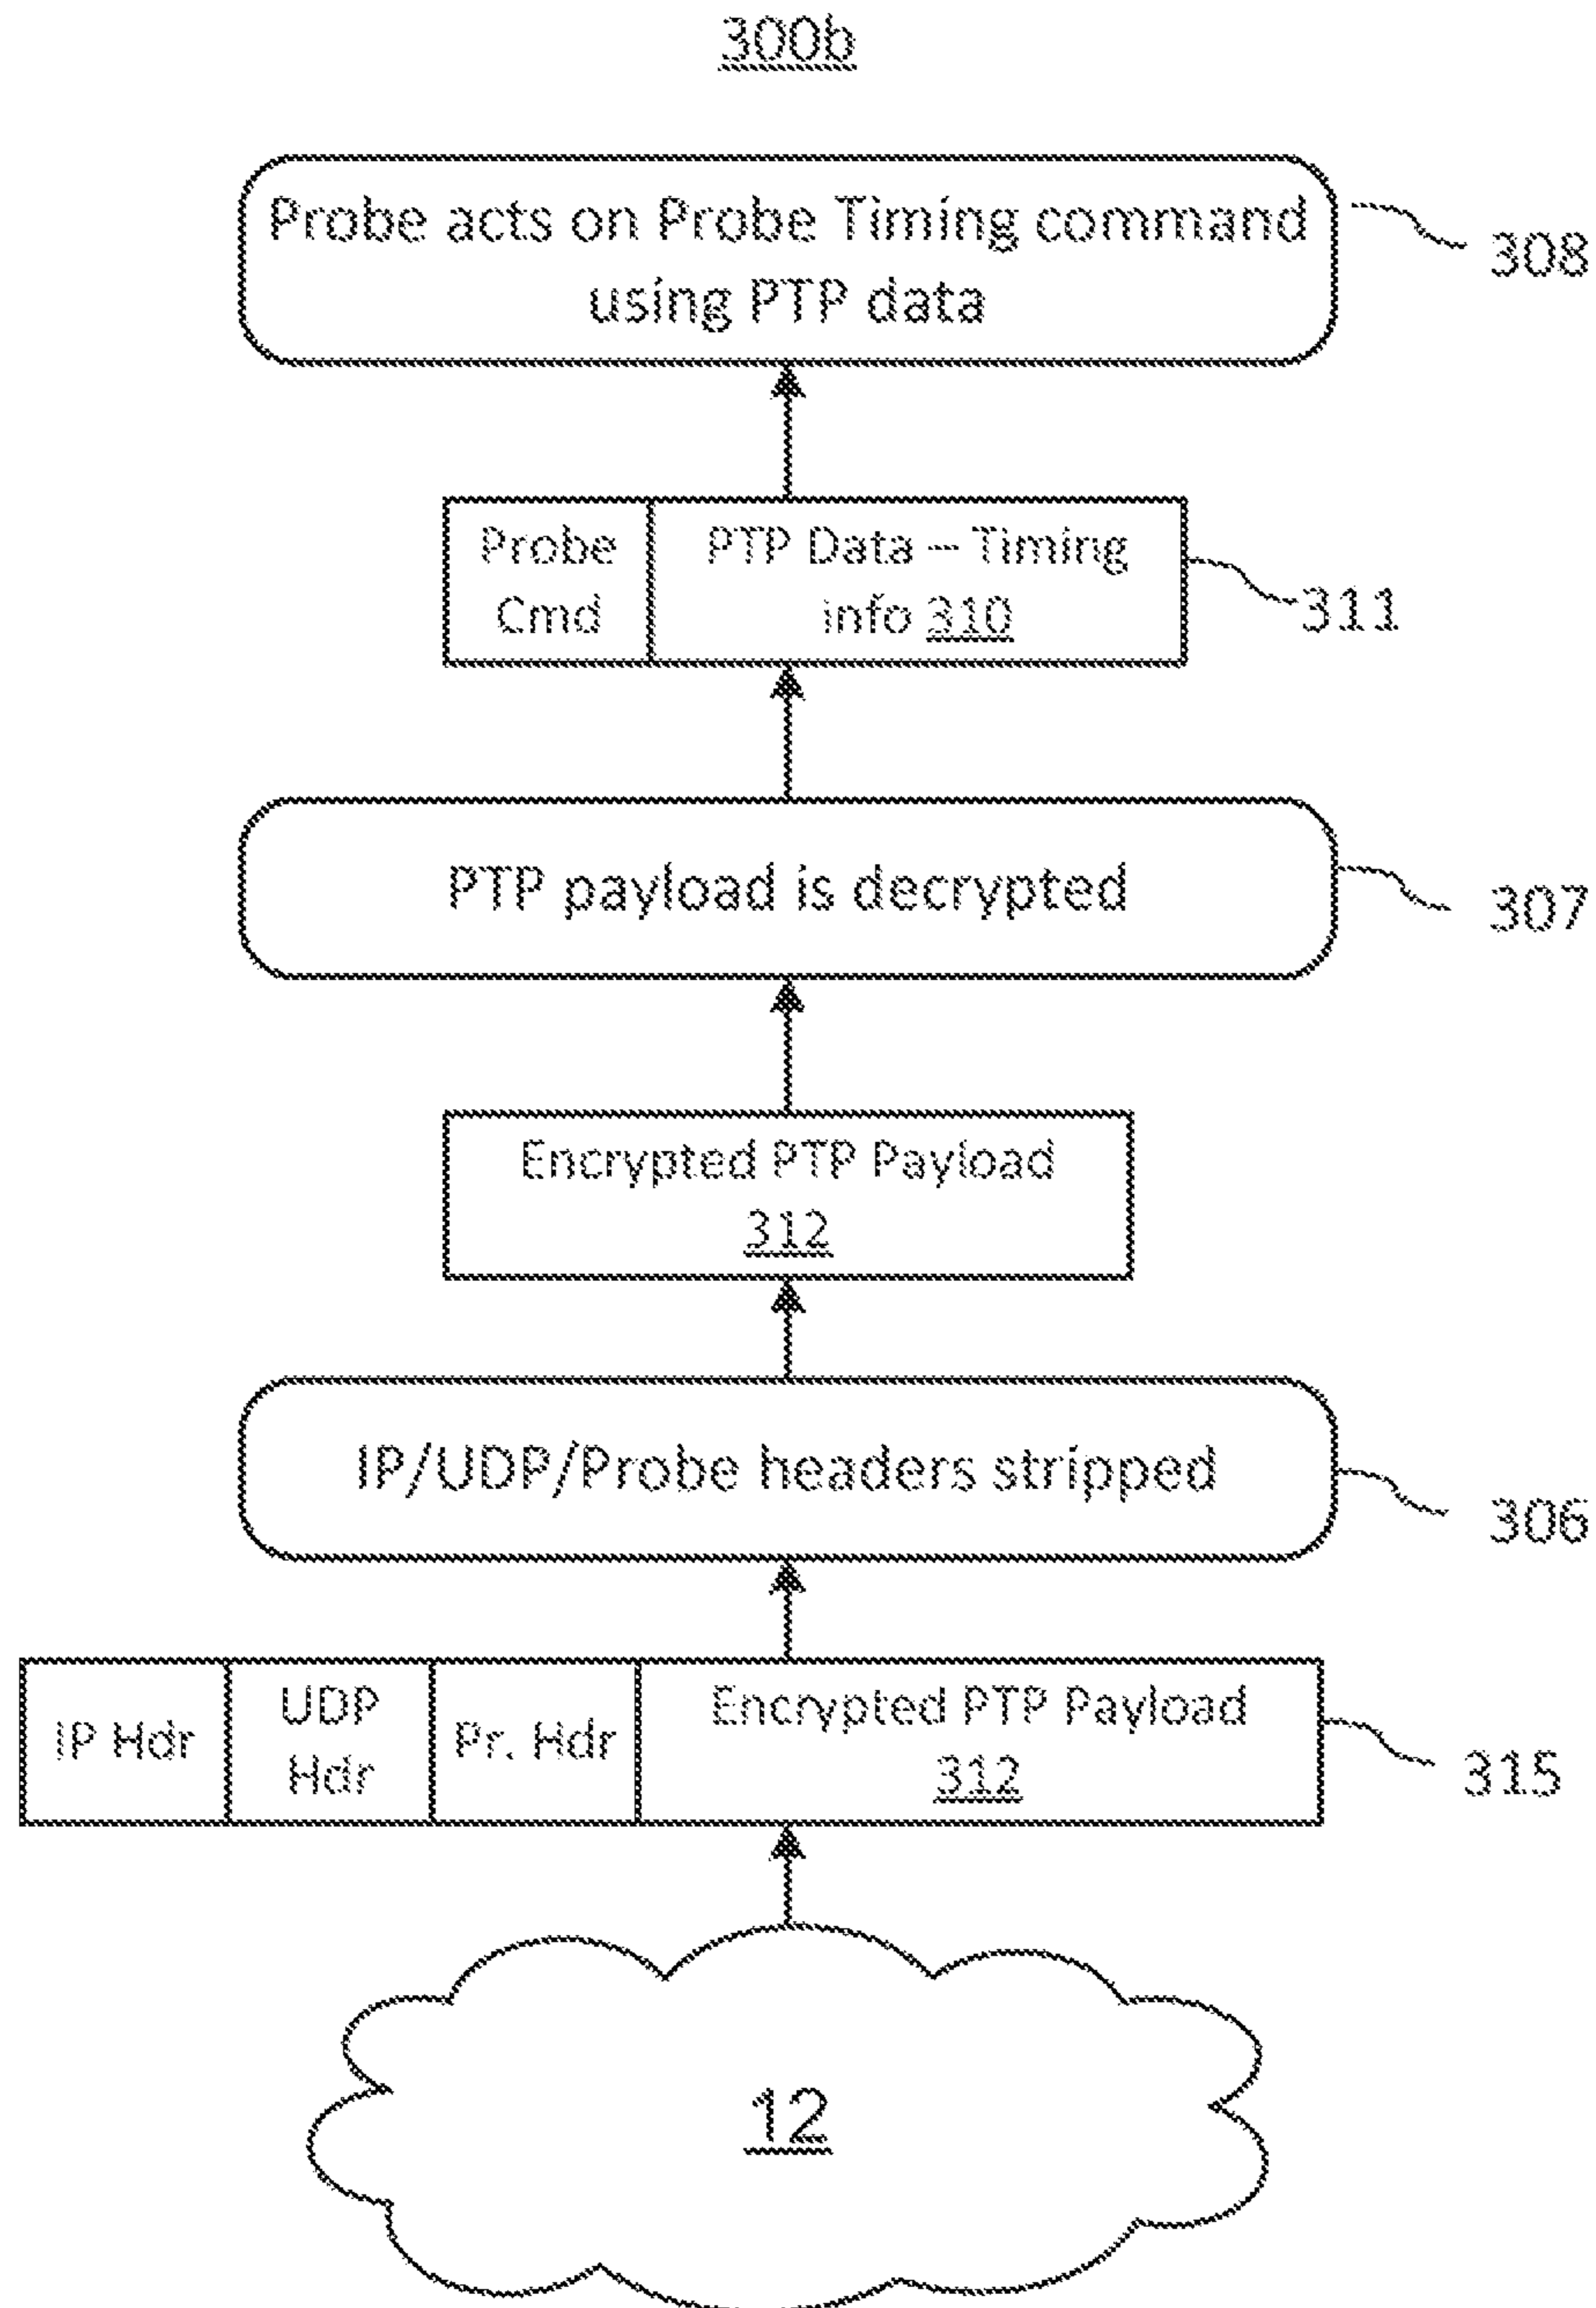 300b
Probe acts on Probe Timing command
using PTP data
308
Probe
Cmd
PTP Data – Timing
info 310
311
PTP payload is decrypted
307
Encrypted PTP Payload
312
IP/UDP/Probe headers stripped
306
IP Hdr
UDP
Hdr
Pr. Hdr
Encrypted PTP Payload
312
315
12